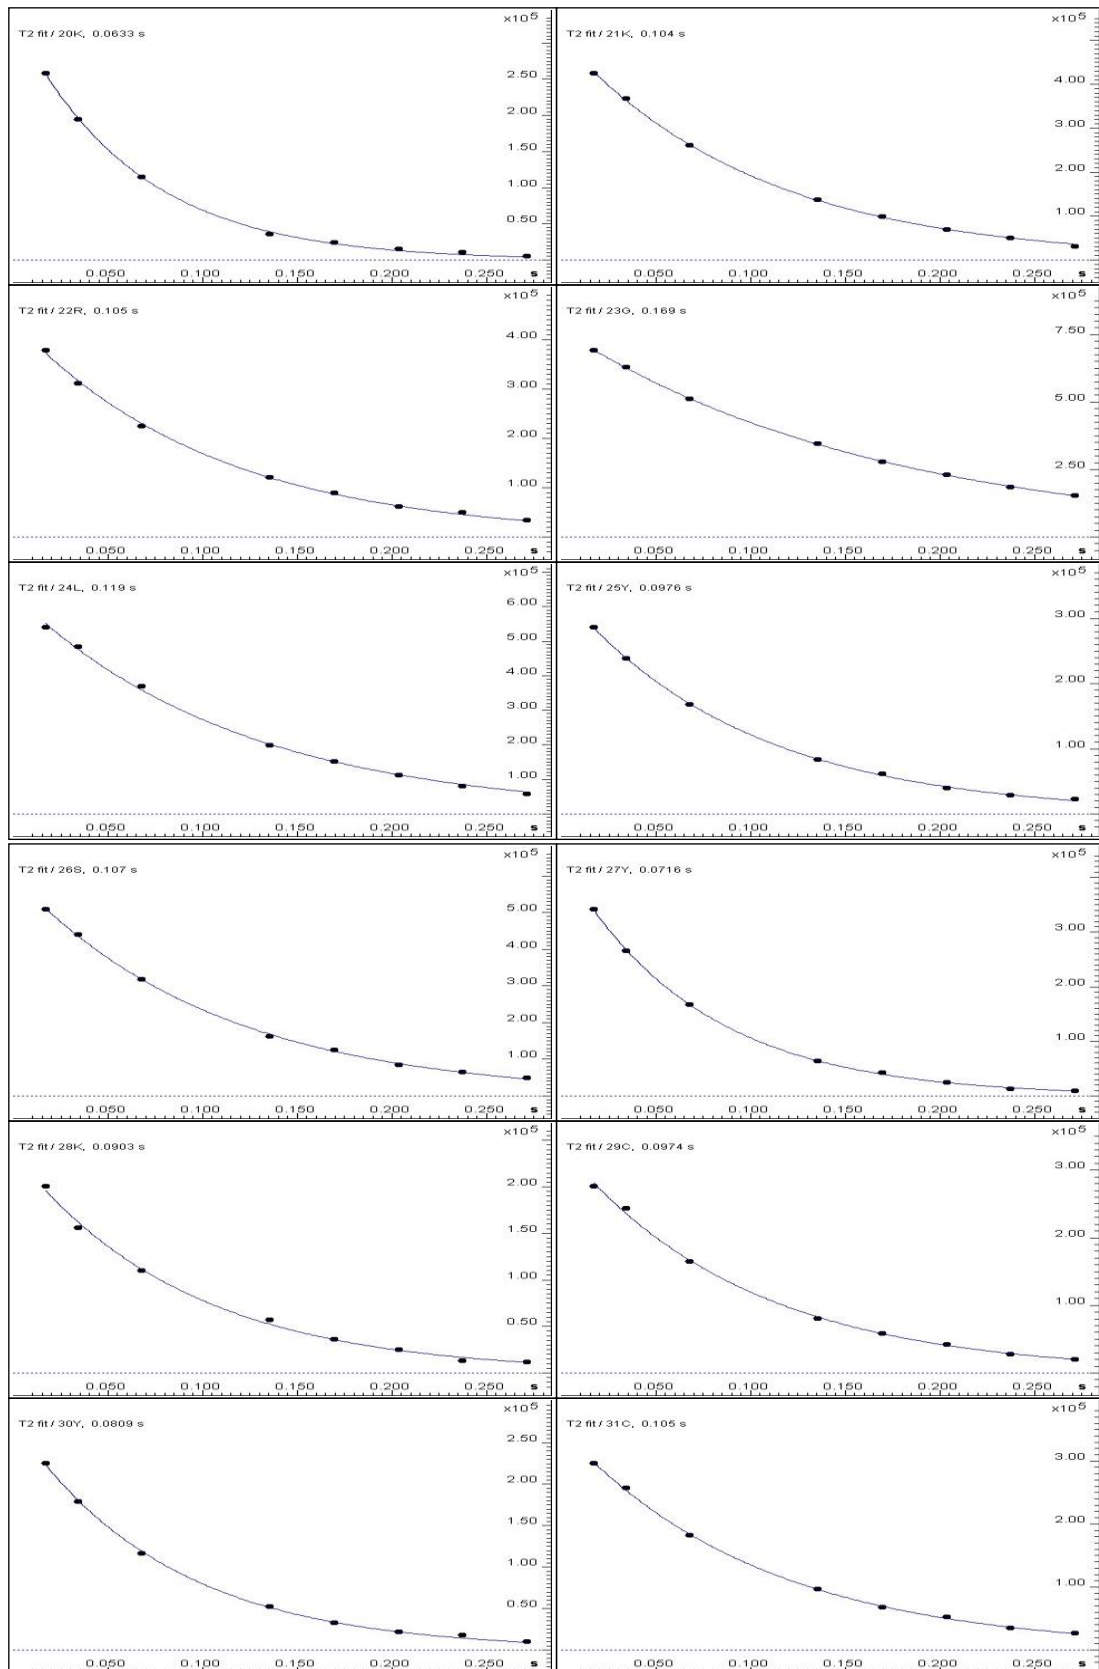 x10⁵
T2 fit / 20K, 0.0633 s
2.50
2.00
1.50
1.00
0.50
0.050 0.100 0.150 0.200 0.250 s
x10⁵
T2 fit / 21K, 0.104 s
4.00
3.00
2.00
1.00
0.050 0.100 0.150 0.200 0.250 s
x10⁵
T2 fit / 22R, 0.105 s
4.00
3.00
2.00
1.00
0.050 0.100 0.150 0.200 0.250 s
x10⁵
T2 fit / 23G, 0.169 s
7.50
5.00
2.50
0.050 0.100 0.150 0.200 0.250 s
x10⁵
T2 fit / 24L, 0.119 s
6.00
5.00
4.00
3.00
2.00
1.00
0.050 0.100 0.150 0.200 0.250 s
x10⁵
T2 fit / 25Y, 0.0976 s
3.00
2.00
1.00
0.050 0.100 0.150 0.200 0.250 s
x10⁵
T2 fit / 26S, 0.107 s
5.00
4.00
3.00
2.00
1.00
0.050 0.100 0.150 0.200 0.250 s
x10⁵
T2 fit / 27Y, 0.0716 s
3.00
2.00
1.00
0.050 0.100 0.150 0.200 0.250 s
x10⁵
T2 fit / 28K, 0.0903 s
2.00
1.50
1.00
0.50
0.050 0.100 0.150 0.200 0.250 s
x10⁵
T2 fit / 29C, 0.0974 s
3.00
2.00
1.00
0.050 0.100 0.150 0.200 0.250 s
x10⁵
T2 fit / 30Y, 0.0809 s
2.50
2.00
1.50
1.00
0.50
0.050 0.100 0.150 0.200 0.250 s
x10⁵
T2 fit / 31C, 0.105 s
3.00
2.00
1.00
0.050 0.100 0.150 0.200 0.250 s